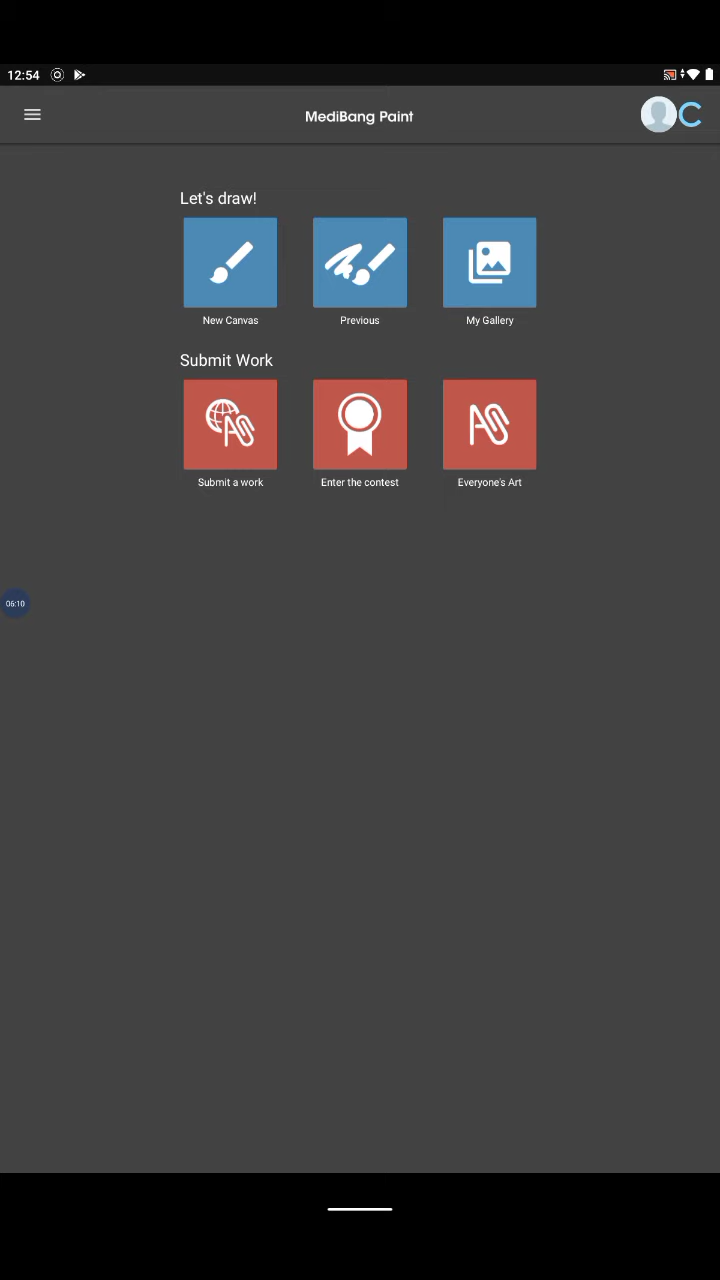 12:54
MediBang Paint
Let's draw!
New Canvas
Previous
My Gallery
Submit Work
Submit a work
Enter the contest
Everyone's Art
06:10